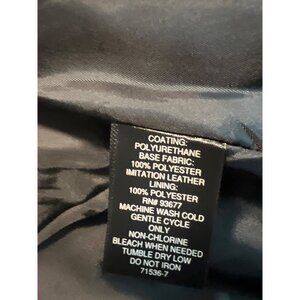 COATING:
POLYURETHANE
BASE FABRIC:
100% POLYESTER
IMITATION LEATHER
LINING:
100% POLYESTER
RN# 93677
MACHINE WASH COLD
GENTLE CYCLE
ONLY
NON-CHLORINE
BLEACH WHEN NEEDED
TUMBLE DRY LOW
DO NOT IRON
71536-7